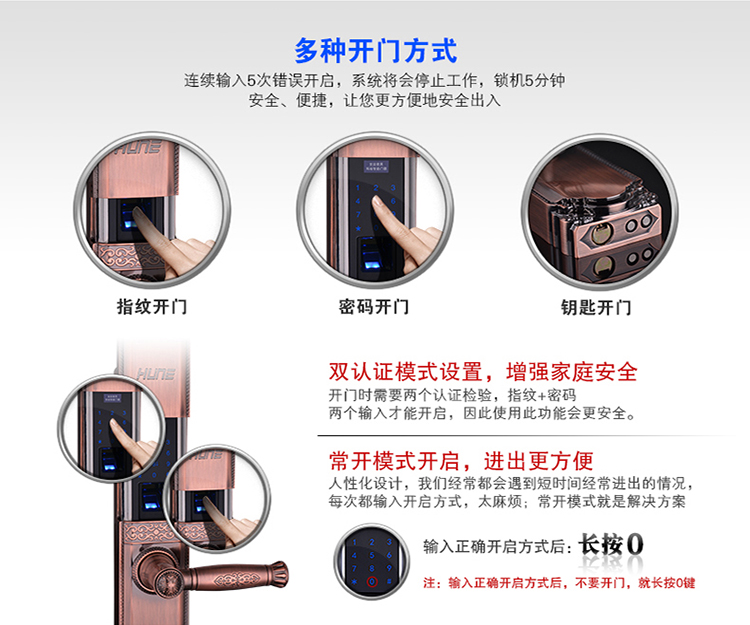 多种开门方式
连续输入5次错误开启，系统将会停止工作，锁机5分钟
安全、便捷，让您更方便地安全出入
HUNE
指纹开门
密码开门
钥匙开门
HUNE
双认证模式设置，增强家庭安全
开门时需要两个认证检验，指纹+密码
两个输入才能开启，因此使用此功能会更安全。
常开模式开启，进出更方便
人性化设计，我们经常都会遇到短时间经常进出的情况，
每次都输入开启方式，太麻烦；常开模式就是解决方案
输入正确开启方式后：长按0
注：输入正确开启方式后，不要开门，就长按0键